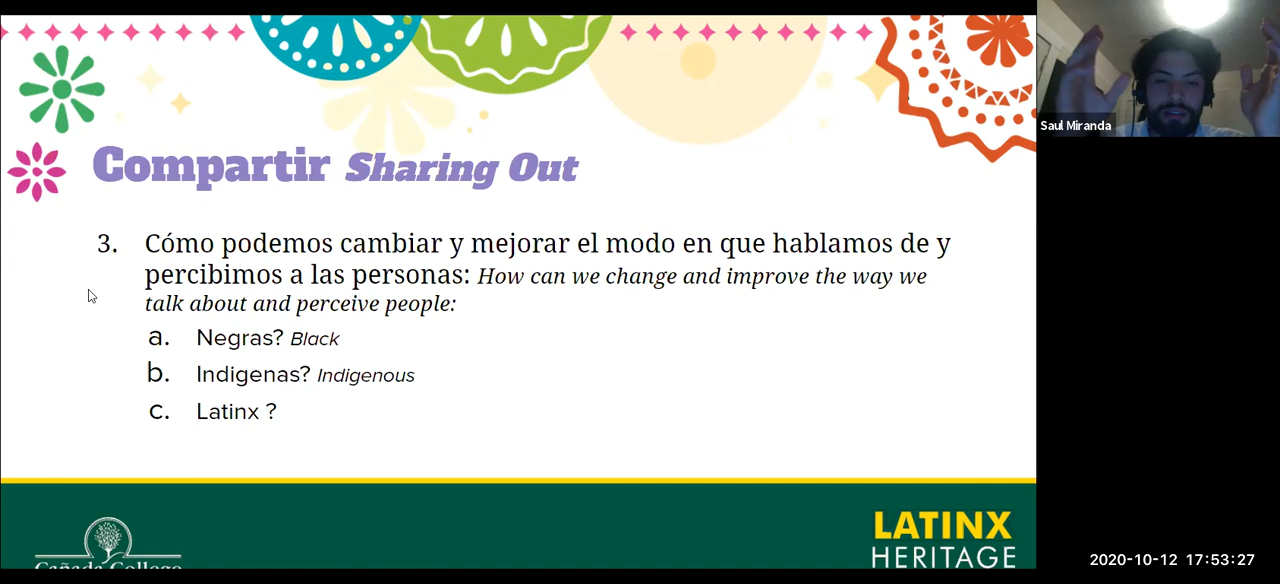 Saul Miranda
Compartir Sharing Out
3. Cómo podemos cambiar y mejorar el modo en que hablamos de y
percibimos a las personas: How can we change and improve the way we
talk about and perceive people:
a. Negras? Black
b. Indigenas? Indigenous
c. Latinx ?
Cañada College
LATINX
HERITAGE
2020-10-12 17:53:27